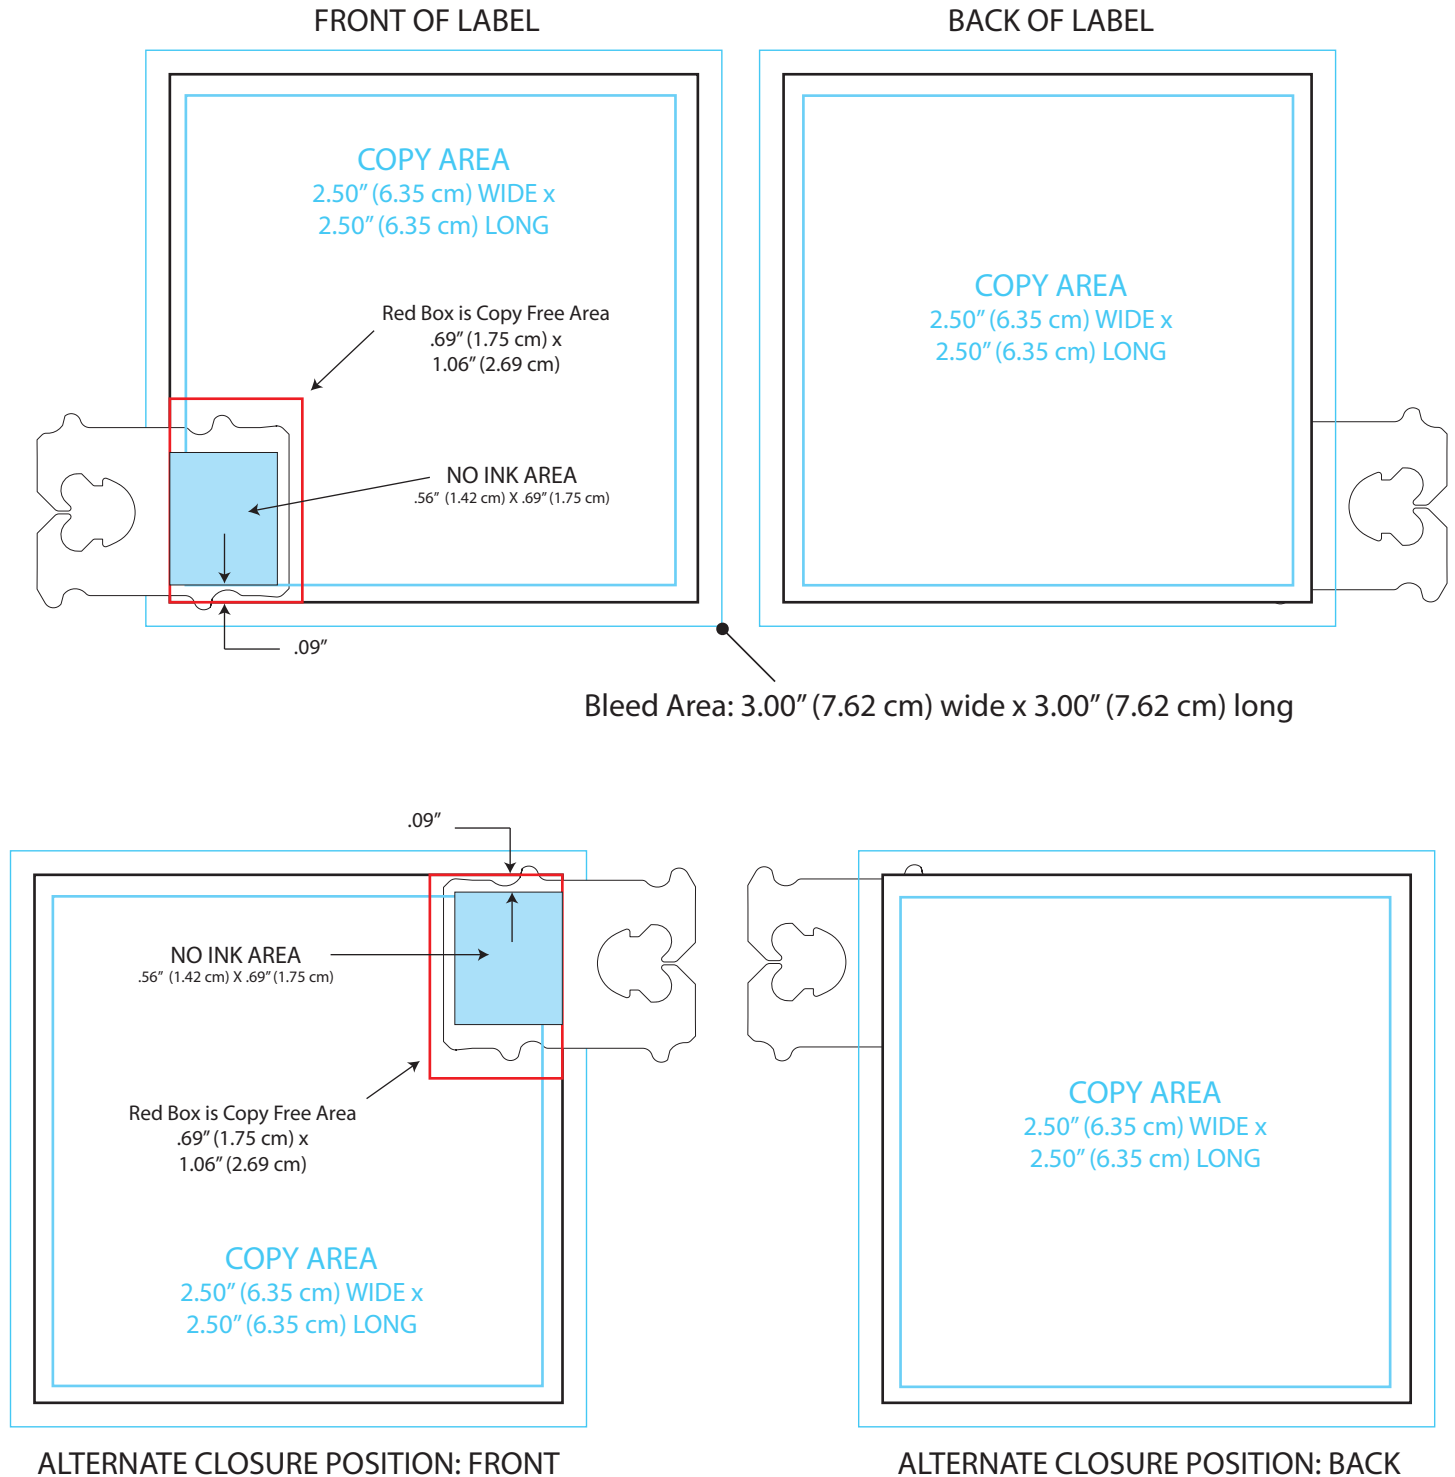 FRONT OF LABEL
BACK OF LABEL
COPY AREA
2.50" (6.35 cm) WIDE x
2.50" (6.35 cm) LONG
Red Box is Copy Free Area
.69" (1.75 cm) x
1.06" (2.69 cm)
NO INK AREA
.56" (1.42 cm) X .69" (1.75 cm)
.09"
COPY AREA
2.50" (6.35 cm) WIDE x
2.50" (6.35 cm) LONG
Bleed Area: 3.00" (7.62 cm) wide x 3.00" (7.62 cm) long
.09"
NO INK AREA
.56" (1.42 cm) X .69" (1.75 cm)
Red Box is Copy Free Area
.69" (1.75 cm) x
1.06" (2.69 cm)
COPY AREA
2.50" (6.35 cm) WIDE x
2.50" (6.35 cm) LONG
COPY AREA
2.50" (6.35 cm) WIDE x
2.50" (6.35 cm) LONG
ALTERNATE CLOSURE POSITION: FRONT
ALTERNATE CLOSURE POSITION: BACK